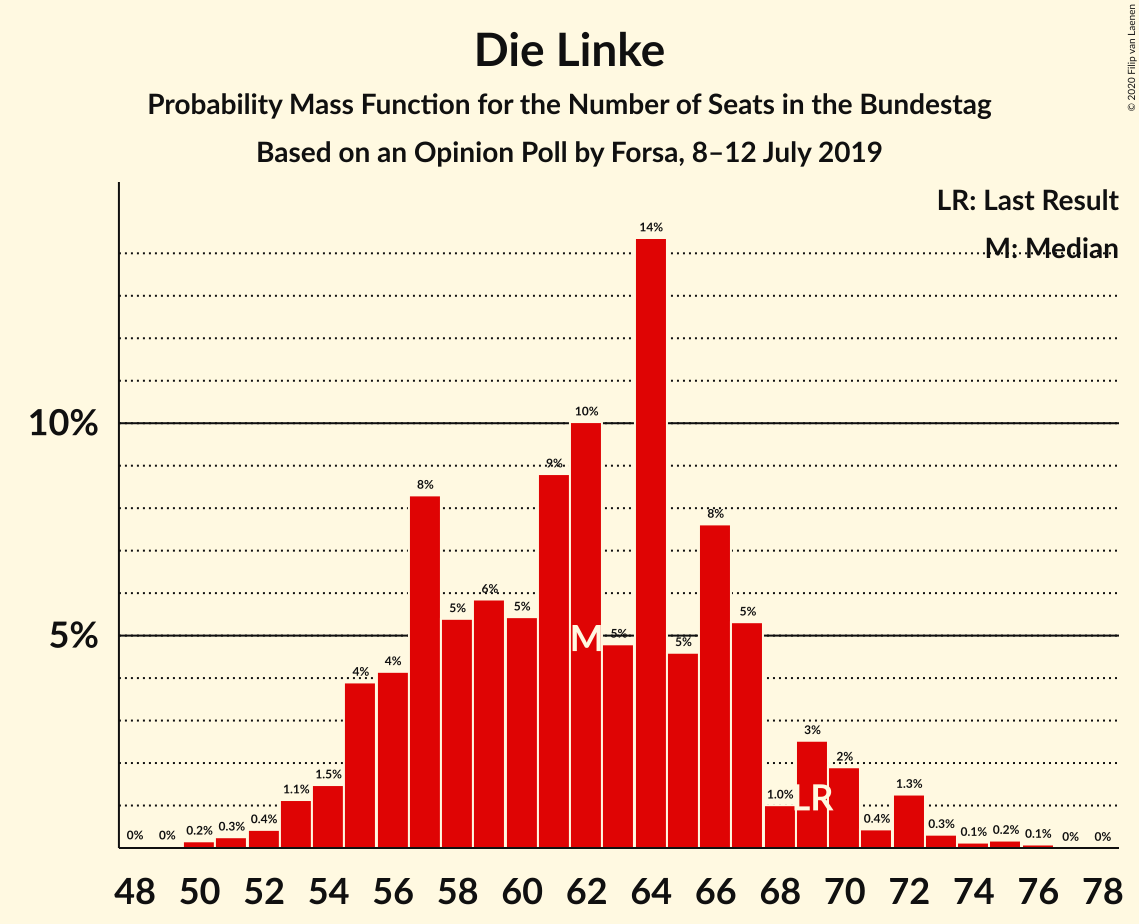 © 2020 Filip van Laenen
Die Linke
Probability Mass Function for the Number of Seats in the Bundestag
Based on an Opinion Poll by Forsa, 8–12 July 2019
LR: Last Result
M: Median
10%
5%
0% 0% 0.2% 0.3% 0.4% 1.1% 1.5% 4% 4% 8% 5% 6% 5% 9% 10% 5% 14% 5% 8% 5% 1.0% 3% 2% 0.4% 1.3% 0.3% 0.1% 0.2% 0.1% 0% 0%
M
LR
48 50 52 54 56 58 60 62 64 66 68 70 72 74 76 78